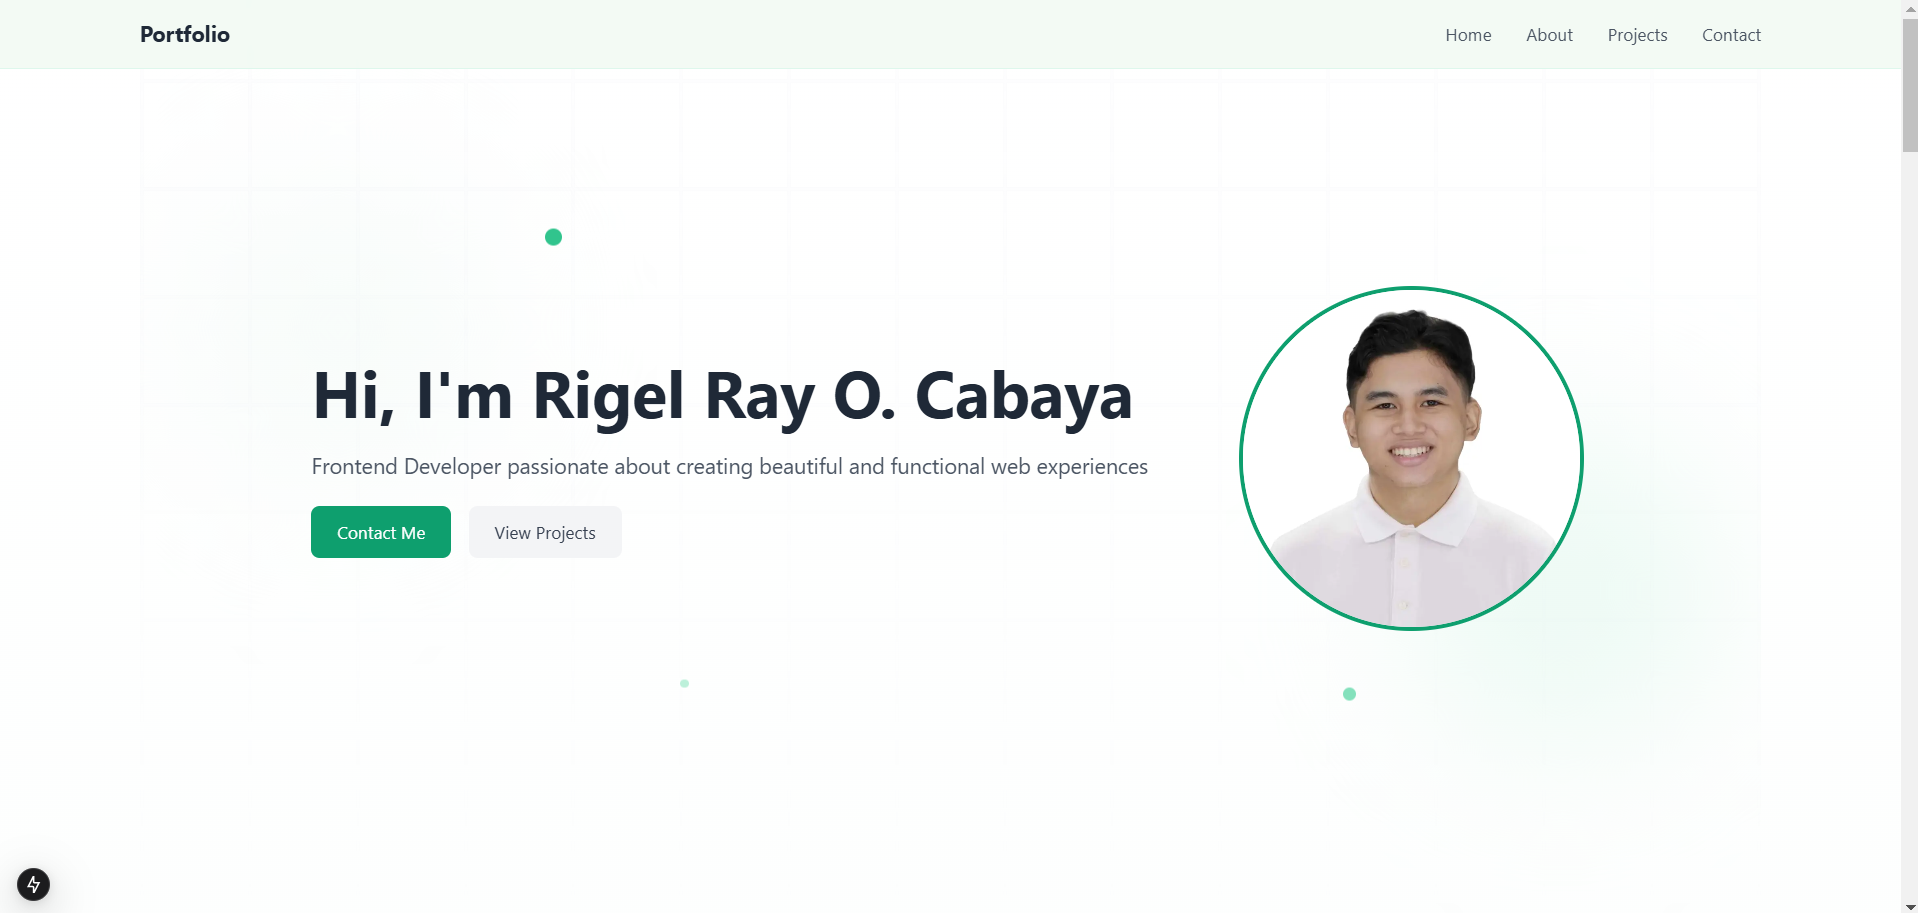 Portfolio
Home About Projects Contact
Hi, I'm Rigel Ray O. Cabaya
Frontend Developer passionate about creating beautiful and functional web experiences
Contact Me View Projects